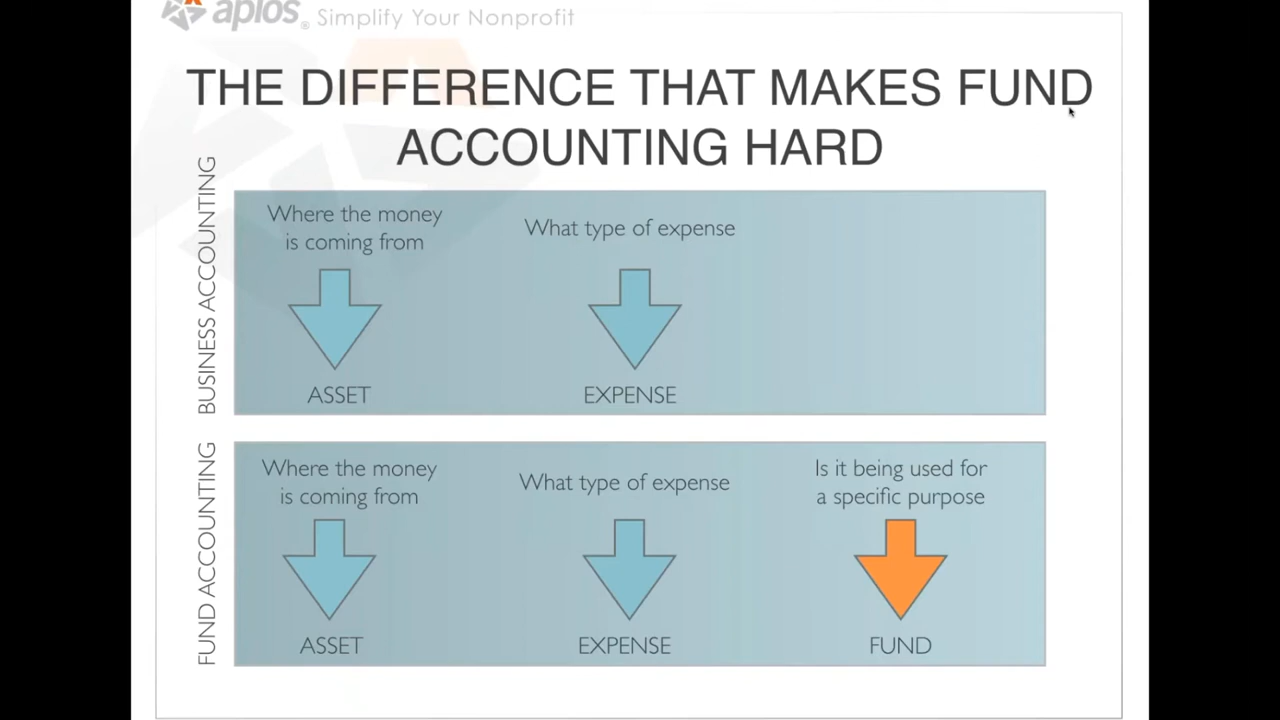 aplos® Simplify Your Nonprofit
THE DIFFERENCE THAT MAKES FUND
ACCOUNTING HARD
BUSINESS ACCOUNTING
Where the money
is coming from
What type of expense
ASSET
EXPENSE
FUND ACCOUNTING
Where the money
is coming from
What type of expense
Is it being used for
a specific purpose
ASSET
EXPENSE
FUND